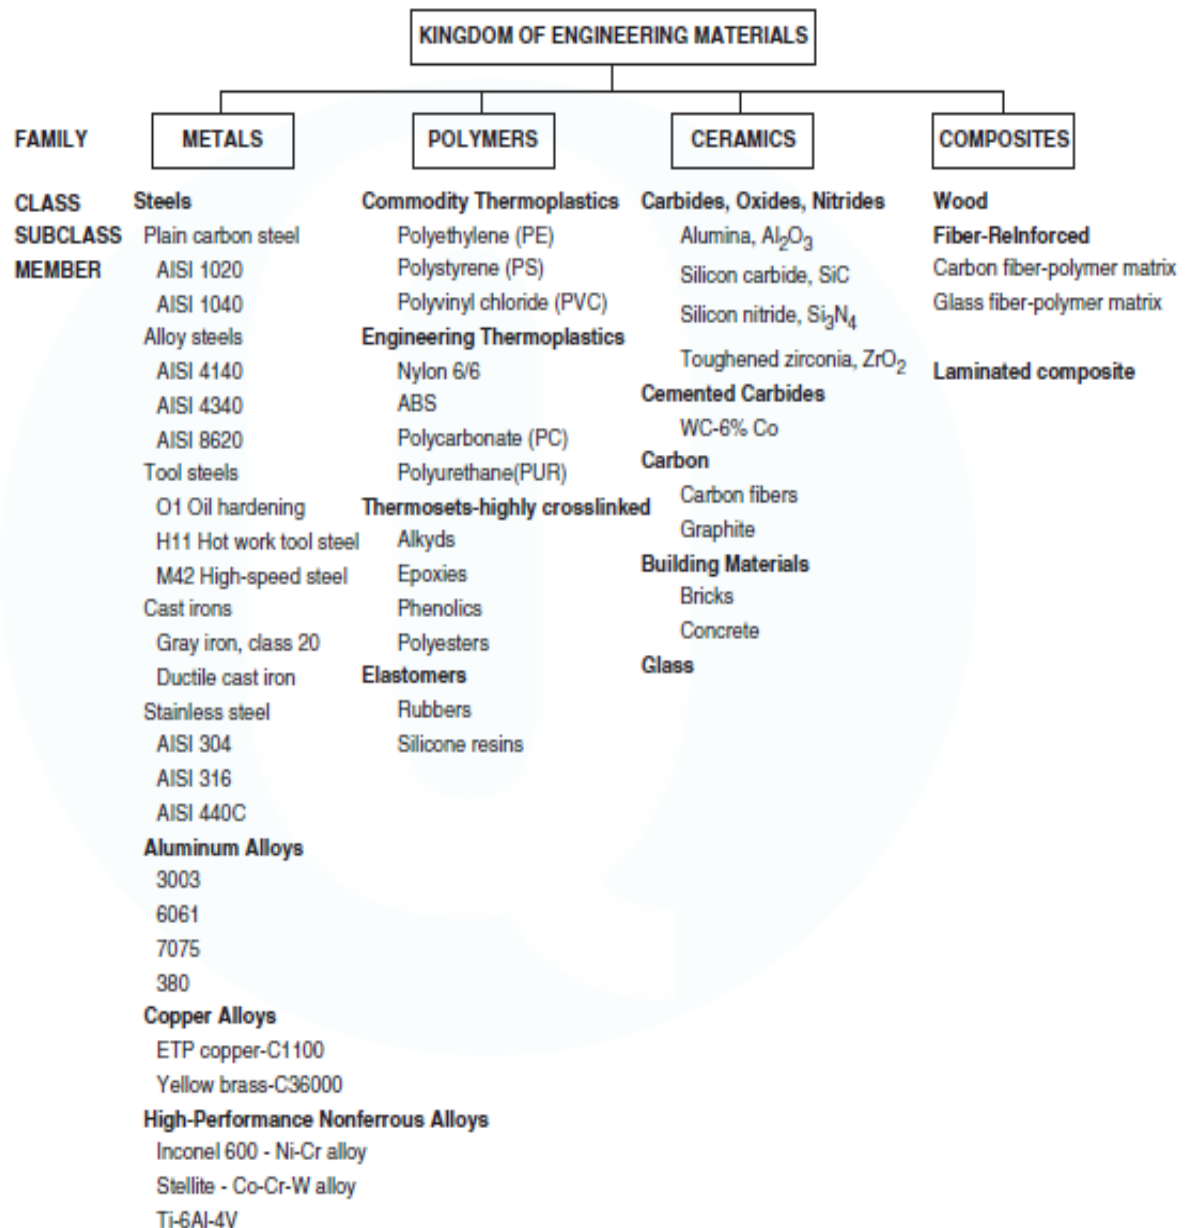 KINGDOM OF ENGINEERING MATERIALS
FAMILY
METALS
POLYMERS
CERAMICS
COMPOSITES
CLASS
SUBCLASS
MEMBER
Steels
Plain carbon steel
AISI 1020
AISI 1040
Alloy steels
AISI 4140
AISI 4340
AISI 8620
Tool steels
O1 Oil hardening
H11 Hot work tool steel
M42 High-speed steel
Cast irons
Gray iron, class 20
Ductile cast iron
Stainless steel
AISI 304
AISI 316
AISI 440C
Aluminum Alloys
3003
6061
7075
380
Copper Alloys
ETP copper-C1100
Yellow brass-C36000
High-Performance Nonferrous Alloys
Inconel 600 - Ni-Cr alloy
Stellite - Co-Cr-W alloy
Ti-6Al-4V
Commodity Thermoplastics
Polyethylene (PE)
Polystyrene (PS)
Polyvinyl chloride (PVC)
Engineering Thermoplastics
Nylon 6/6
ABS
Polycarbonate (PC)
Polyurethane(PUR)
Thermosets-highly crosslinked
Alkyds
Epoxies
Phenolics
Polyesters
Elastomers
Rubbers
Silicone resins
Carbides, Oxides, Nitrides
Alumina, Al₂O₃
Silicon carbide, SiC
Silicon nitride, Si₃N₄
Toughened zirconia, ZrO₂
Cemented Carbides
WC-6% Co
Carbon
Carbon fibers
Graphite
Building Materials
Bricks
Concrete
Glass
Wood
Fiber-Reinforced
Carbon fiber-polymer matrix
Glass fiber-polymer matrix
Laminated composite